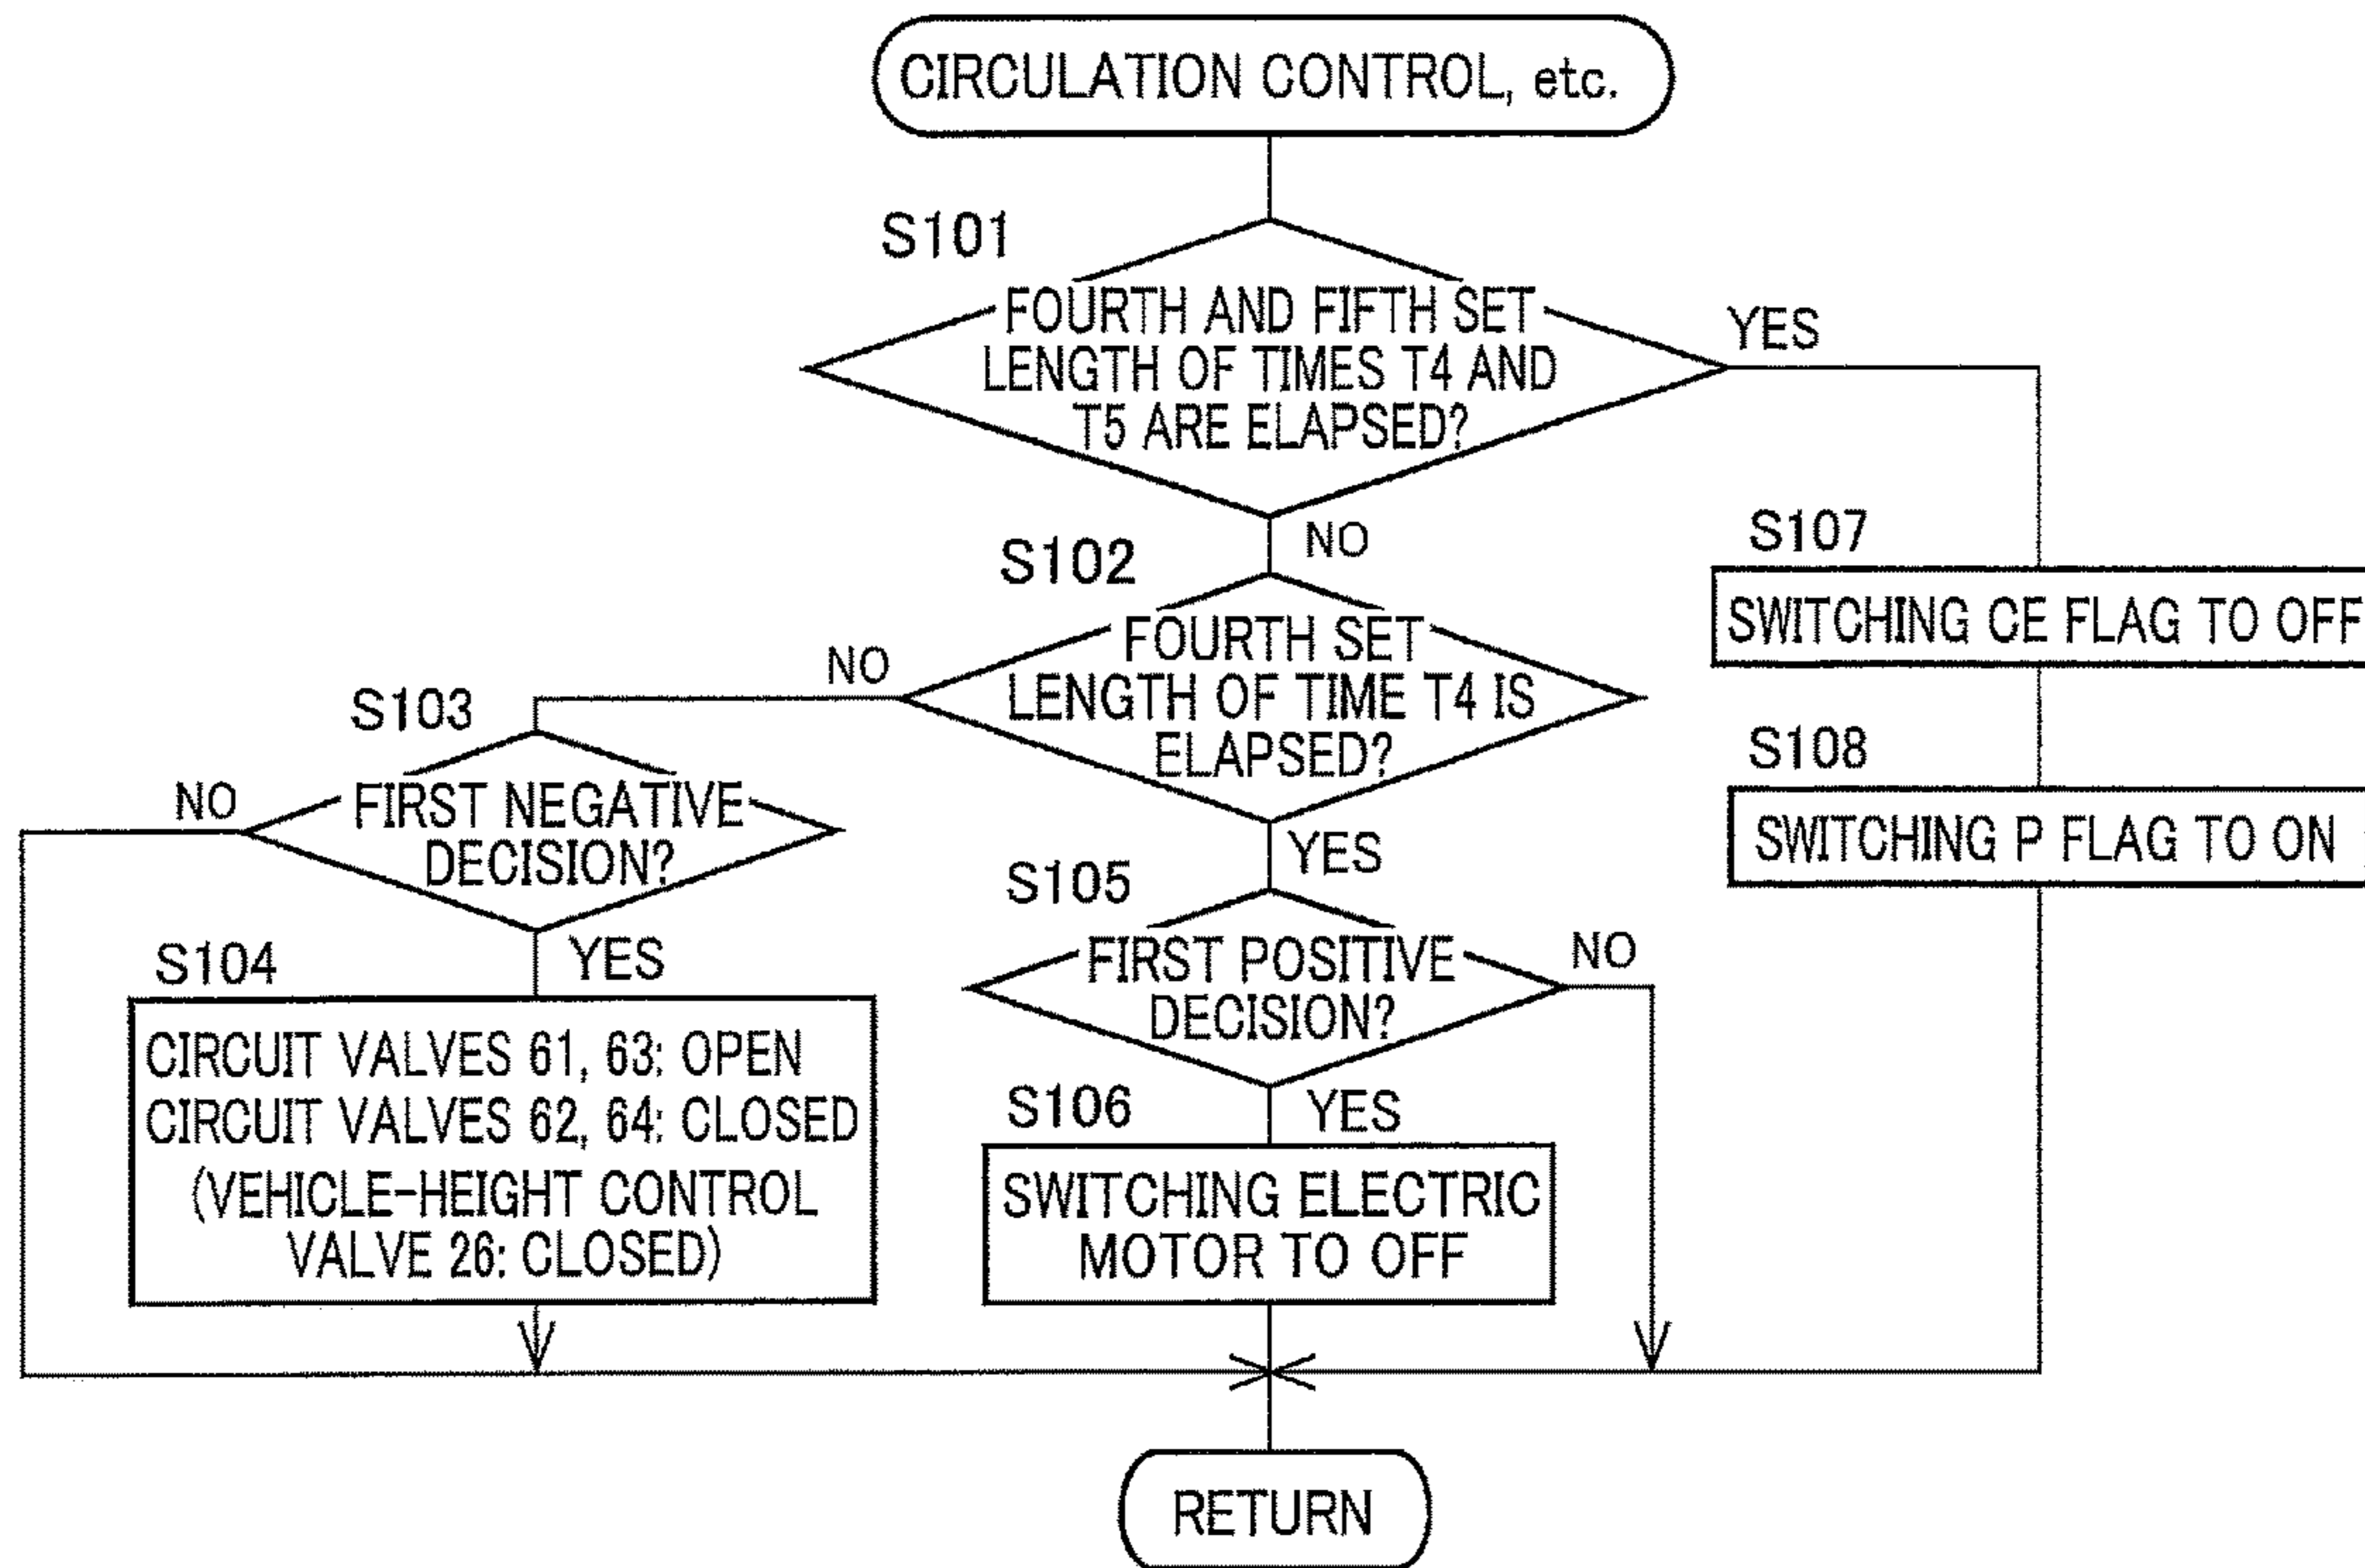 CIRCULATION CONTROL, etc.
S101
FOURTH AND FIFTH SET
LENGTH OF TIMES T4 AND
T5 ARE ELAPSED?
YES
NO
S102
FOURTH SET
LENGTH OF TIME T4 IS
ELAPSED?
NO
YES
S103
FIRST NEGATIVE
DECISION?
NO
YES
S104
CIRCUIT VALVES 61, 63: OPEN
CIRCUIT VALVES 62, 64: CLOSED
(VEHICLE-HEIGHT CONTROL
VALVE 26: CLOSED)
S105
FIRST POSITIVE
DECISION?
NO
YES
S106
SWITCHING ELECTRIC
MOTOR TO OFF
S107
SWITCHING CE FLAG TO OFF
S108
SWITCHING P FLAG TO ON
RETURN